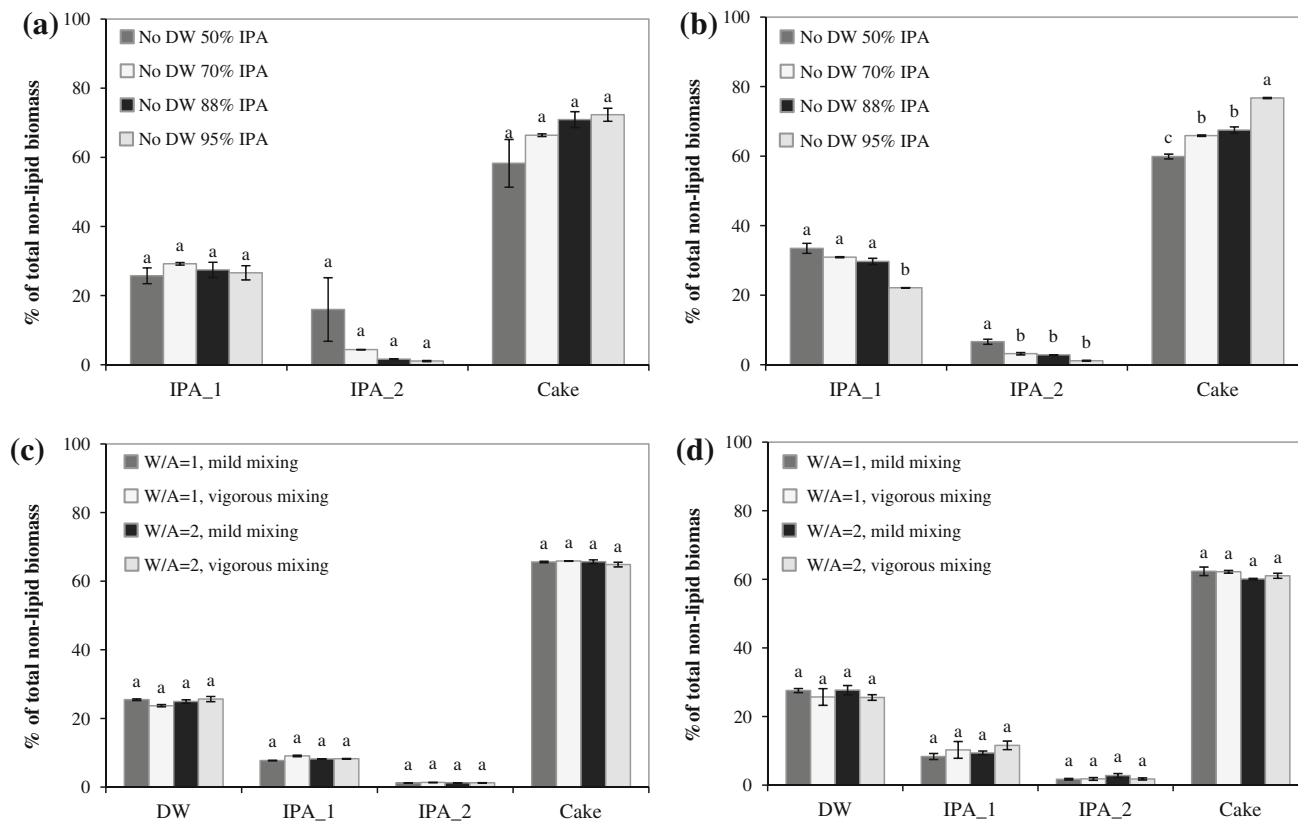 (a)
% of total non-lipid biomass
100
80
60
40
20
0
No DW 50% IPA
No DW 70% IPA
No DW 88% IPA
No DW 95% IPA
a a a a
a a a a
a a a a
IPA_1 IPA_2 Cake
(b)
% of total non-lipid biomass
100
80
60
40
20
0
No DW 50% IPA
No DW 70% IPA
No DW 88% IPA
No DW 95% IPA
a a a b
a b b b
c b b a
IPA_1 IPA_2 Cake
(c)
% of total non-lipid biomass
100
80
60
40
20
0
W/A=1, mild mixing
W/A=1, vigorous mixing
W/A=2, mild mixing
W/A=2, vigorous mixing
a a a a
a a a a
a a a a
a a a a
DW IPA_1 IPA_2 Cake
(d)
% of total non-lipid biomas
100
80
60
40
20
0
W/A=1, mild mixing
W/A=1, vigorous mixing
W/A=2, mild mixing
W/A=2, vigorous mixing
a a a a
a a a a
a a a a
a a a a
DW IPA_1 IPA_2 Cake